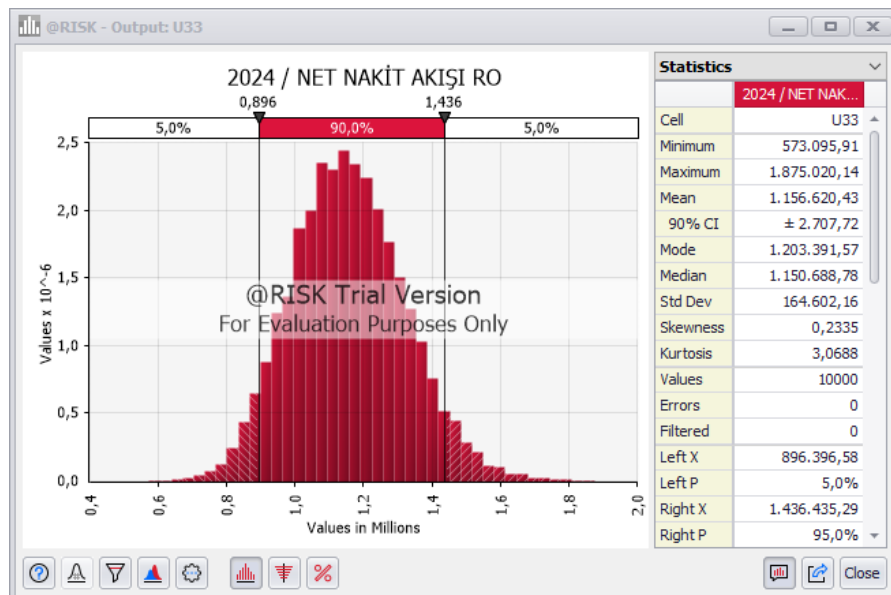 @RISK - Output: U33
2024 / NET NAKİT AKIŞI RO
0,896 1,436
5,0% 90,0% 5,0%
2,5
2,0
1,5
1,0
0,5
0,0
Values x 10^-6
@RISK Trial Version
For Evaluation Purposes Only
0,4 0,6 0,8 1,0 1,2 1,4 1,6 1,8 2,0
Values in Millions
Statistics
2024 / NET NAK...
Cell U33
Minimum 573.095,91
Maximum 1.875.020,14
Mean 1.156.620,43
90% CI ± 2.707,72
Mode 1.203.391,57
Median 1.150.688,78
Std Dev 164.602,16
Skewness 0,2335
Kurtosis 3,0688
Values 10000
Errors 0
Filtered 0
Left X 896.396,58
Left P 5,0%
Right X 1.436.435,29
Right P 95,0%
Close